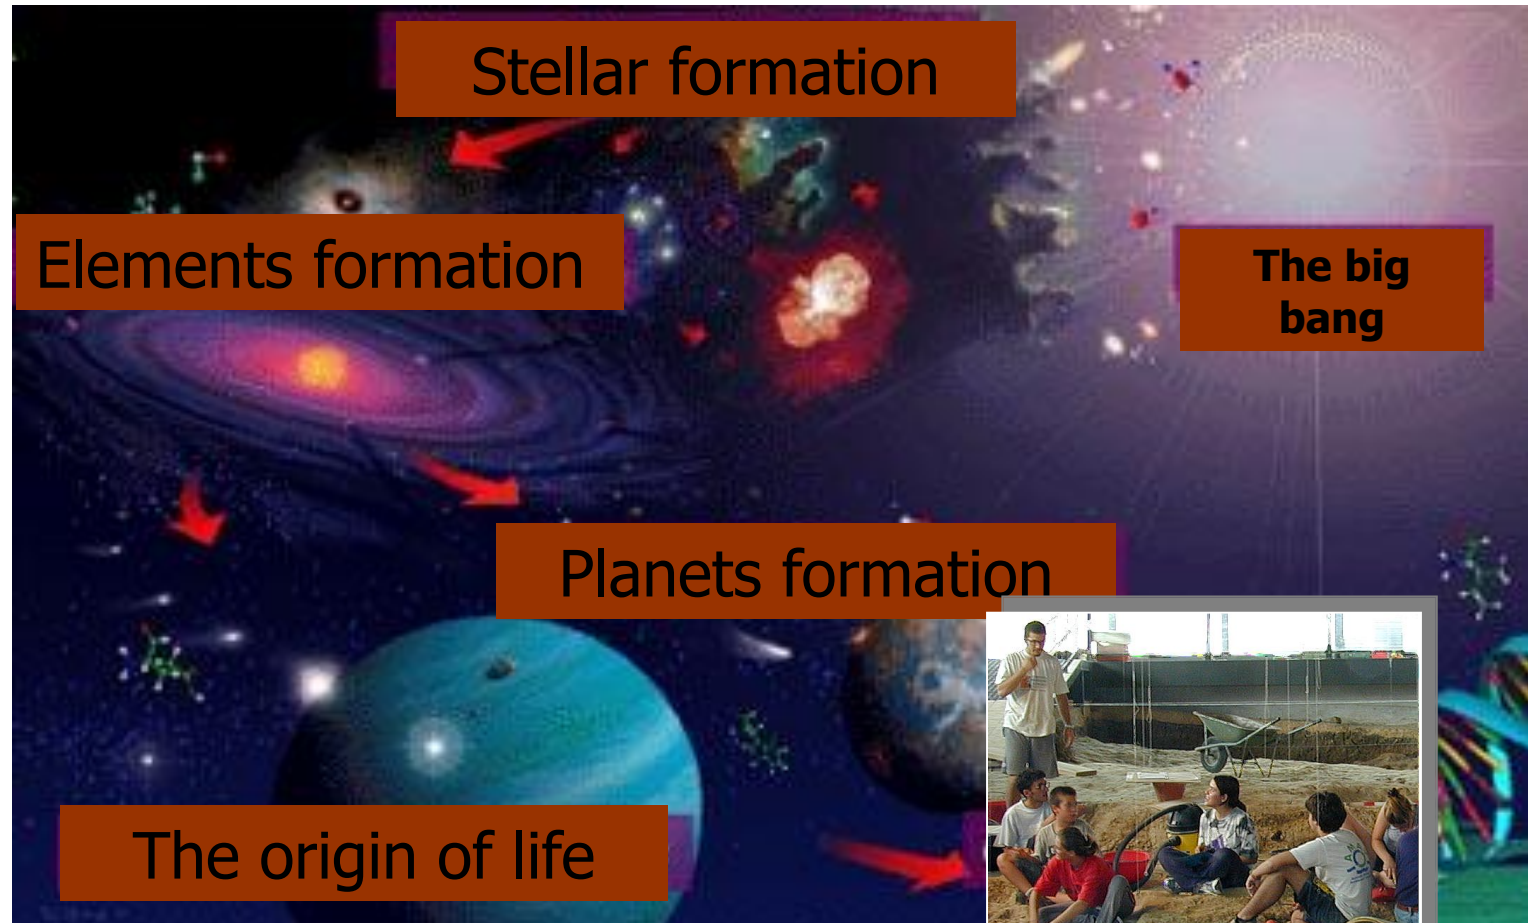 Stellar formation
Elements formation
The big
bang
Planets formation
The origin of life